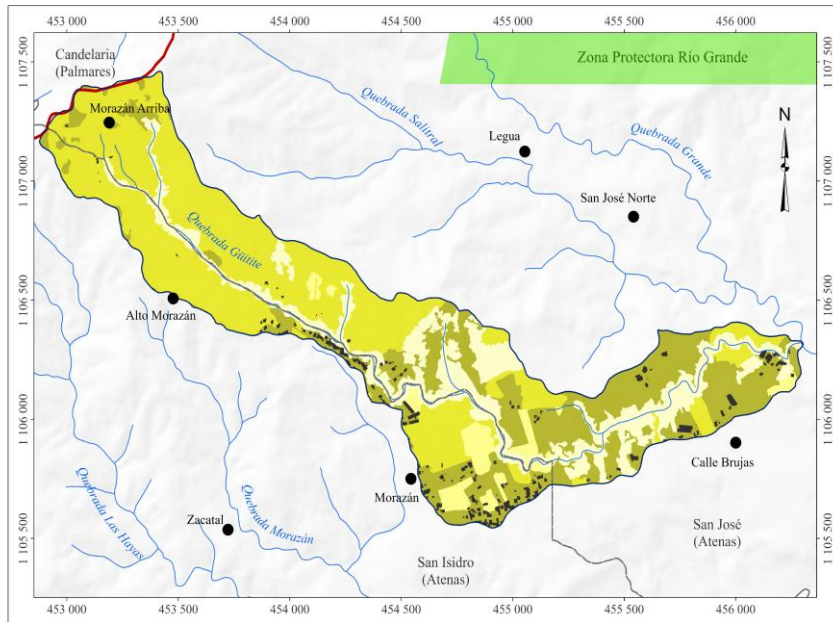 453 000 453 500 454 000 454 500 455 000 455 500 456 000
1 107 500
1 107 500
Candelaria
(Palmares)
Zona Protectora Río Grande
Morazán Arriba
Quebrada Salitral
Legua
Quebrada Grande
N
1 107 000
1 107 000
San José Norte
Quebrada Güitite
1 106 500
1 106 500
Alto Morazán
1 106 000
1 106 000
Calle Brujas
Morazán
Quebrada Las Hayas
Zacatal
Quebrada Morazán
1 105 500
1 105 500
San José
(Atenas)
San Isidro
(Atenas)
453 000 453 500 454 000 454 500 455 000 455 500 456 000